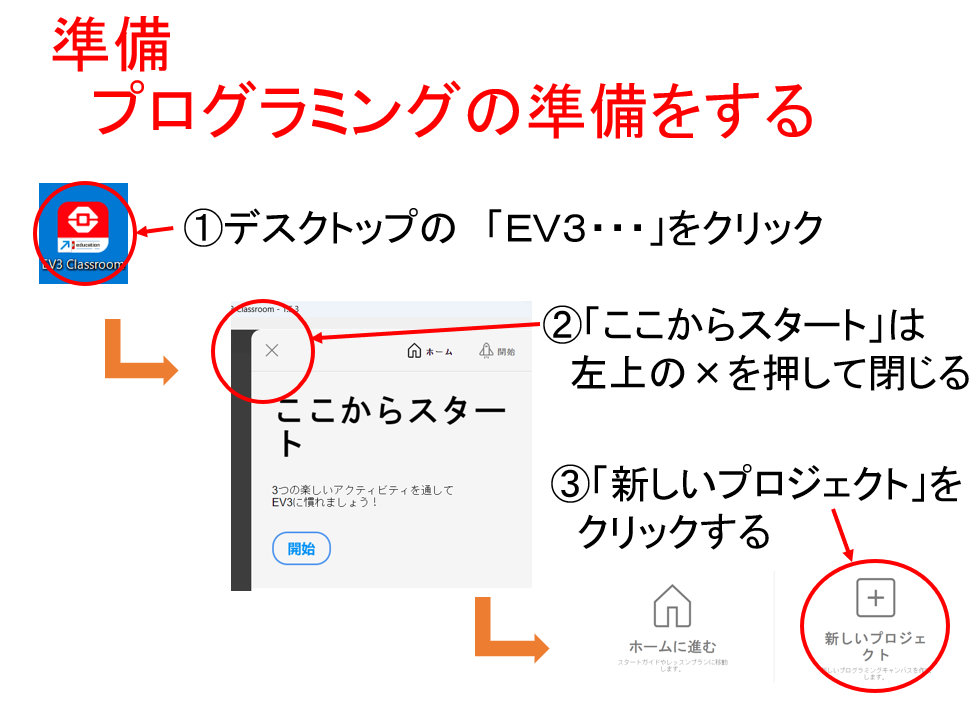 準備
プログラミングの準備をする
education
EV3 Classroom
①デスクトップの 「EV3・・・」をクリック
Classroom - 1.5.3
ホーム
開始
ここからスター
ト
3つの楽しいアクティビティを通して
EV3に慣れましょう！
開始
②「ここからスタート」は
左上の×を押して閉じる
③「新しいプロジェクト」を
クリックする
ホームに進む
スタートガイドやレッスンプランに移動
します。
新しいプロジェ
クト
しいプログラミングキャンバスを作
します。